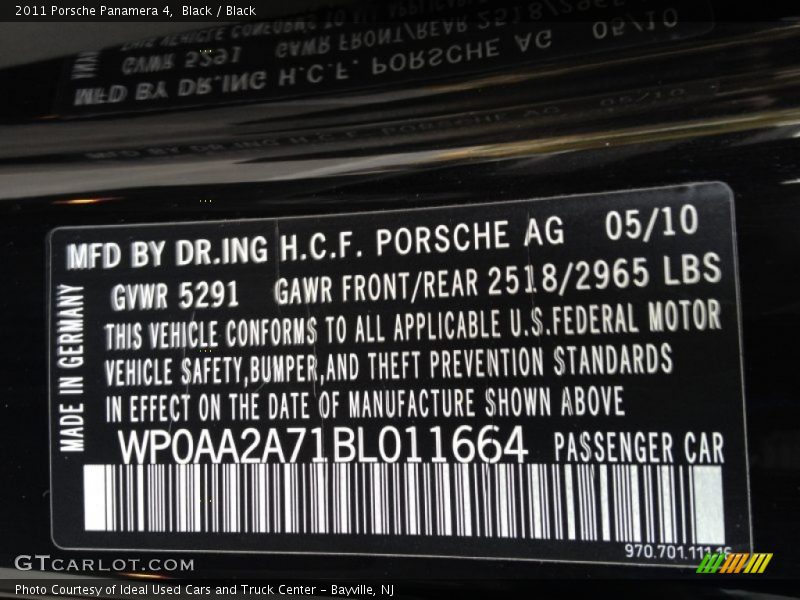 2011 Porsche Panamera 4, Black / Black
MFD BY DR.ING H.C.F. PORSCHE AG 05/10
GVWR 5291 GAWR FRONT/REAR 2518/2965 LBS
THIS VEHICLE CONFORMS TO ALL APPLICABLE U.S.FEDERAL MOTOR
VEHICLE SAFETY,BUMPER,AND THEFT PREVENTION STANDARDS
IN EFFECT ON THE DATE OF MANUFACTURE SHOWN ABOVE
MADE IN GERMANY
WP0AA2A71BL011664 PASSENGER CAR
970.701.111.
GTCARLOT.COM
Photo Courtesy of Ideal Used Cars and Truck Center – Bayville, NJ